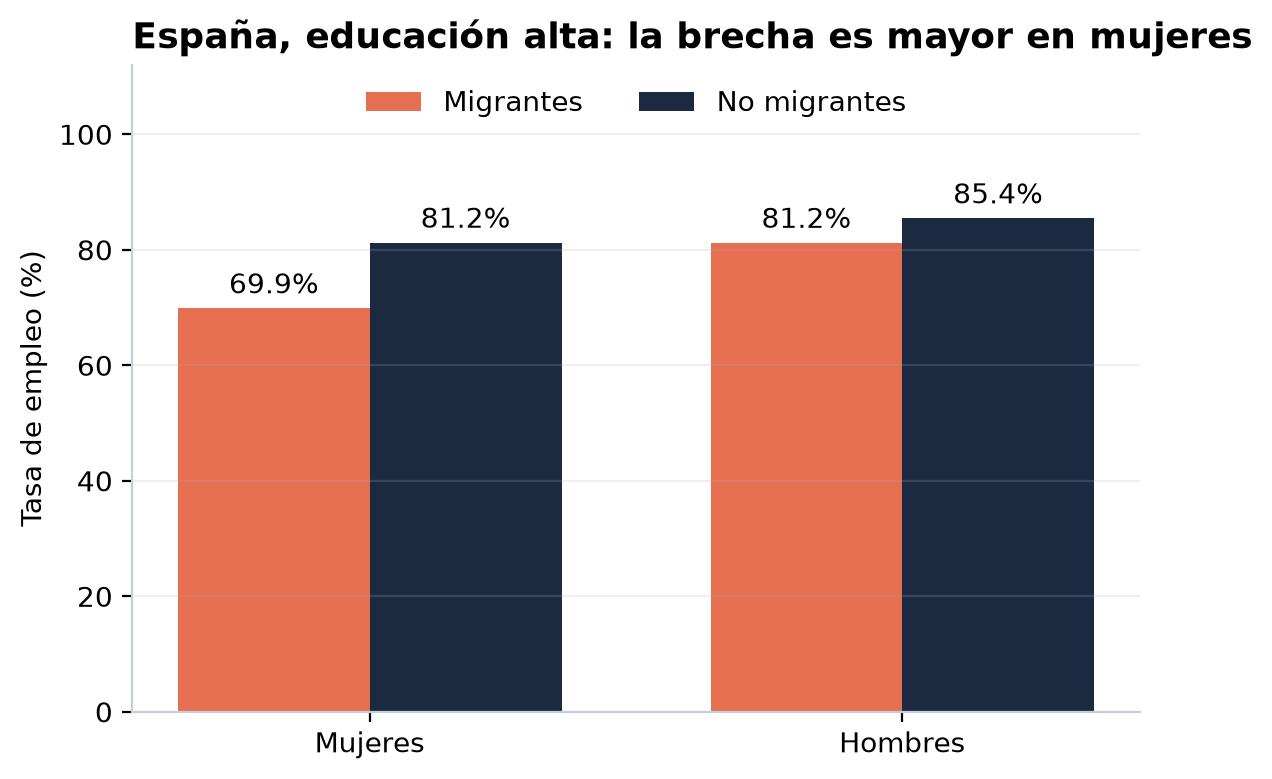 España, educación alta: la brecha es mayor en mujeres
Migrantes No migrantes
Tasa de empleo (%)
100
80
60
40
20
0
69.9%
81.2%
81.2%
85.4%
Mujeres Hombres